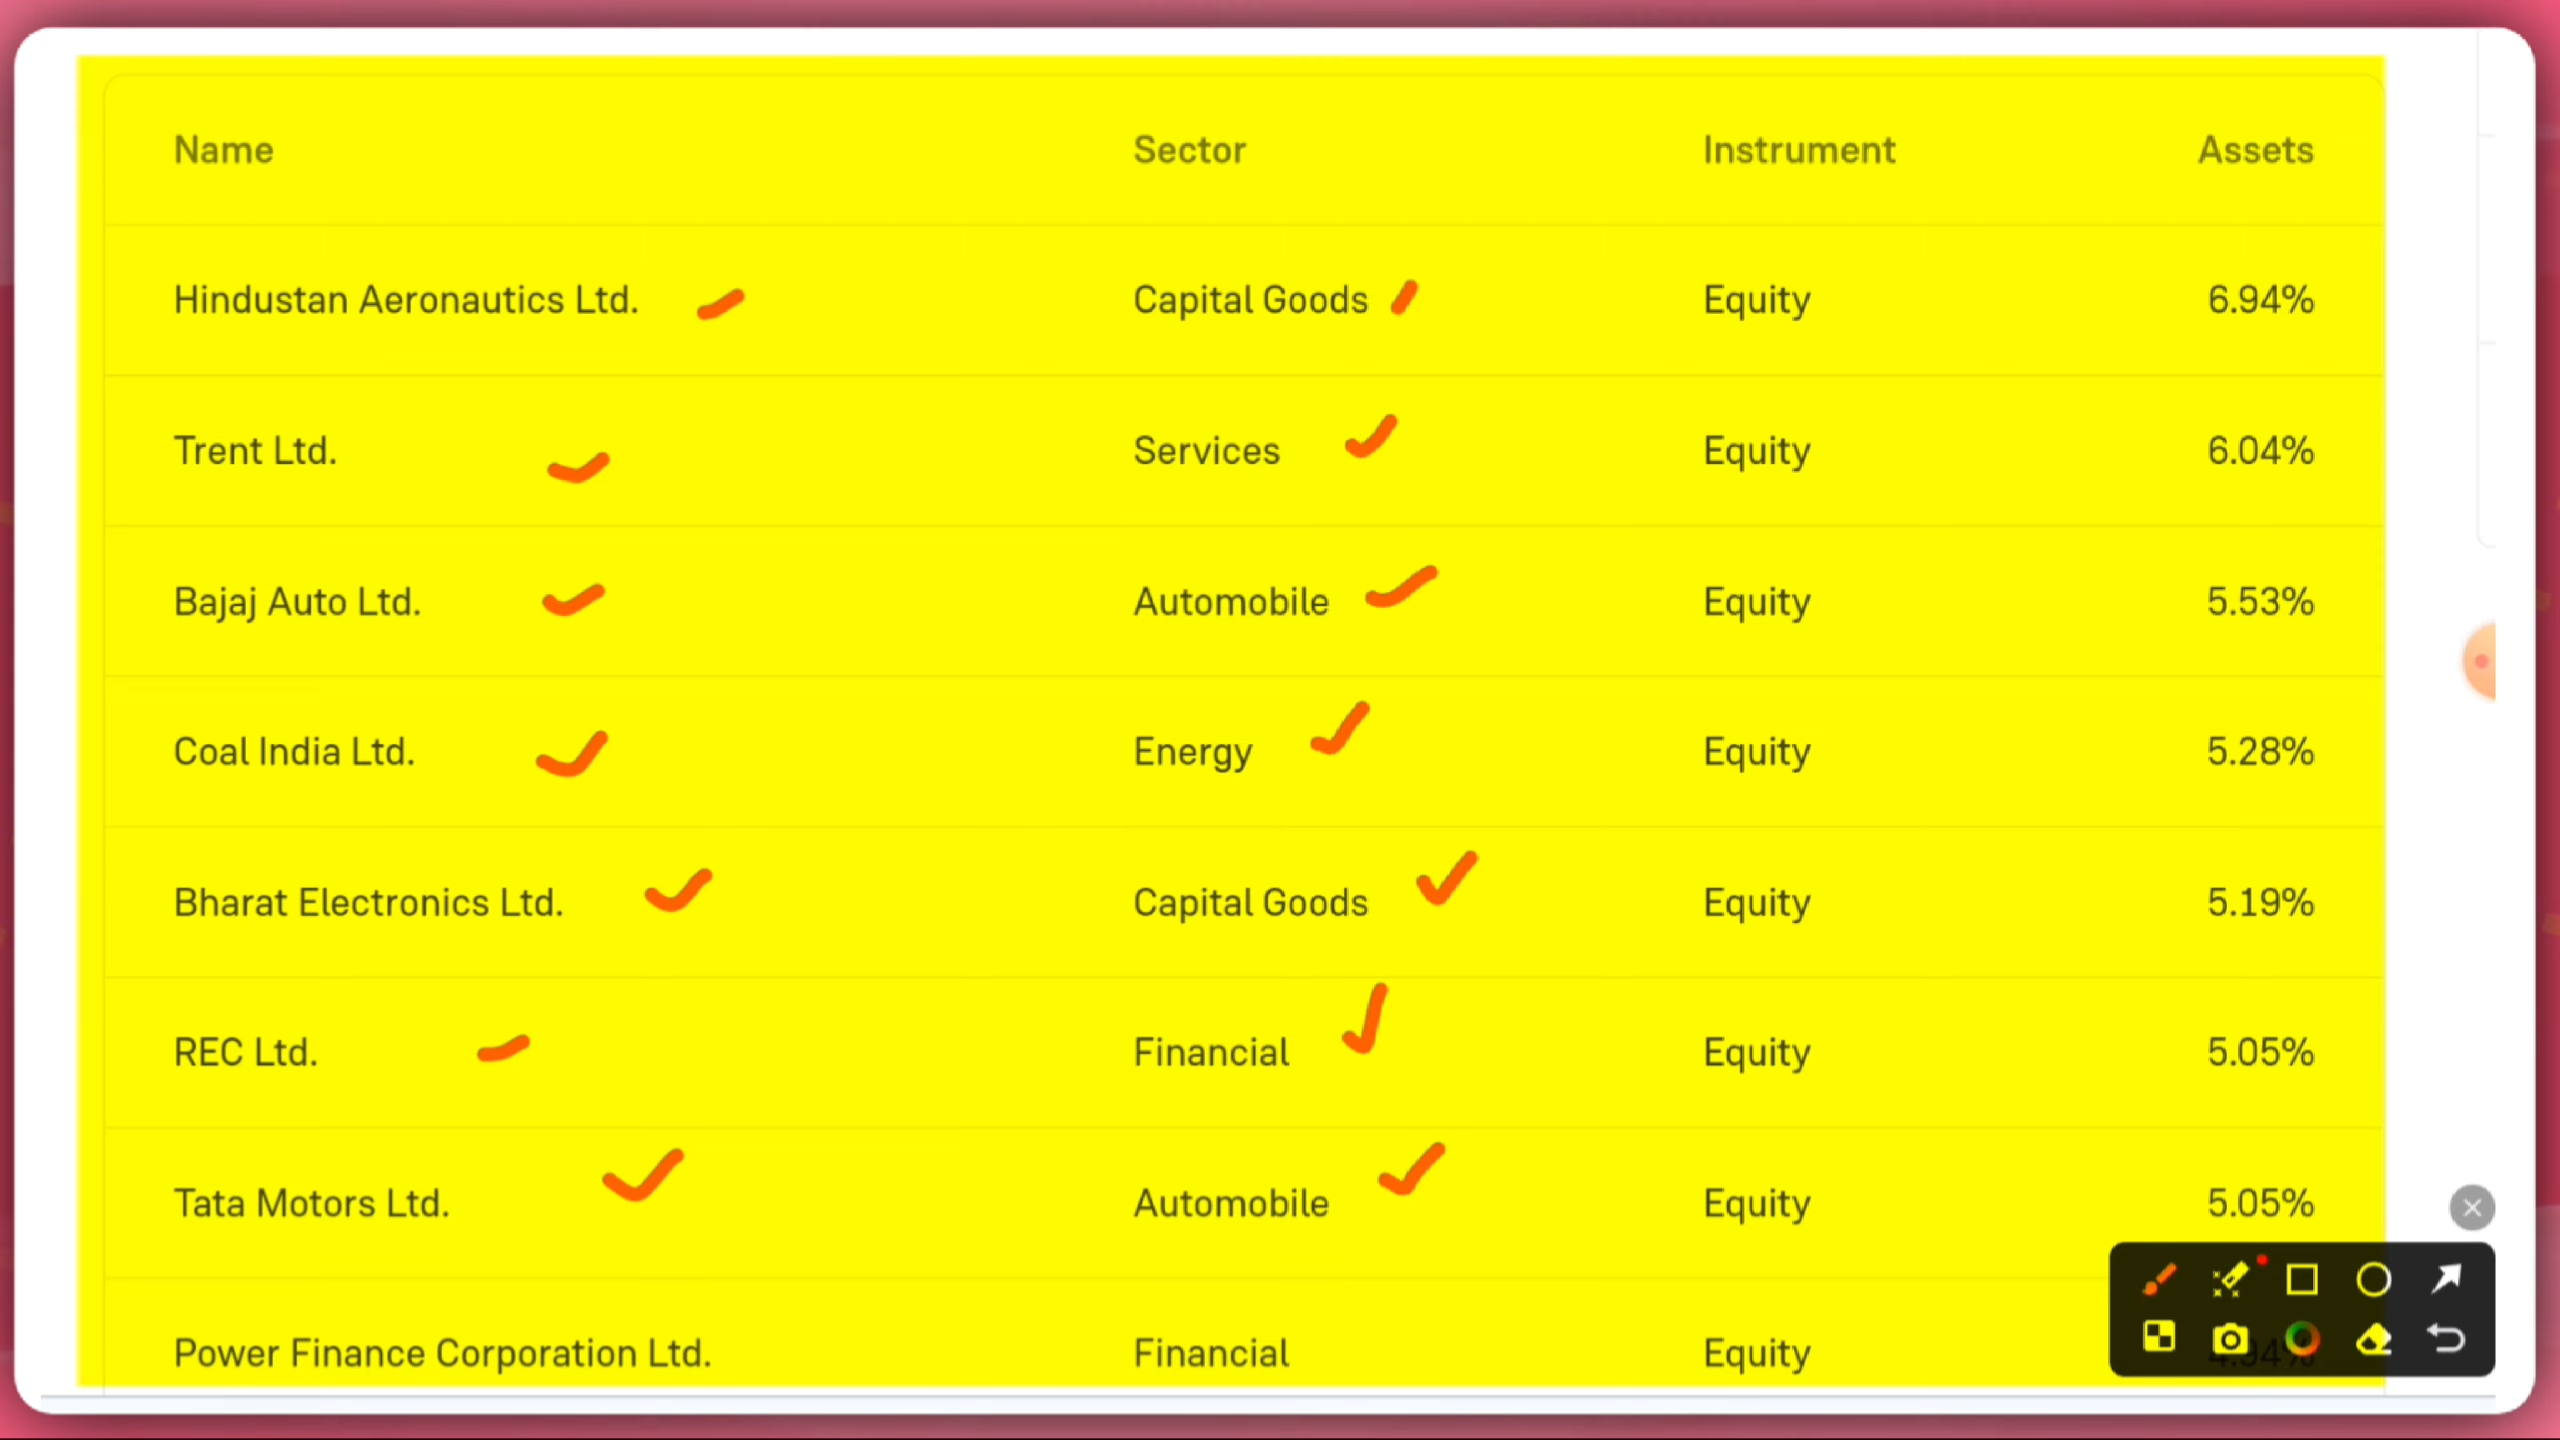 Name Sector Instrument Assets
Hindustan Aeronautics Ltd. Capital Goods Equity 6.94%
Trent Ltd. Services Equity 6.04%
Bajaj Auto Ltd. Automobile Equity 5.53%
Coal India Ltd. Energy Equity 5.28%
Bharat Electronics Ltd. Capital Goods Equity 5.19%
REC Ltd. Financial Equity 5.05%
Tata Motors Ltd. Automobile Equity 5.05%
Power Finance Corporation Ltd. Financial Equity